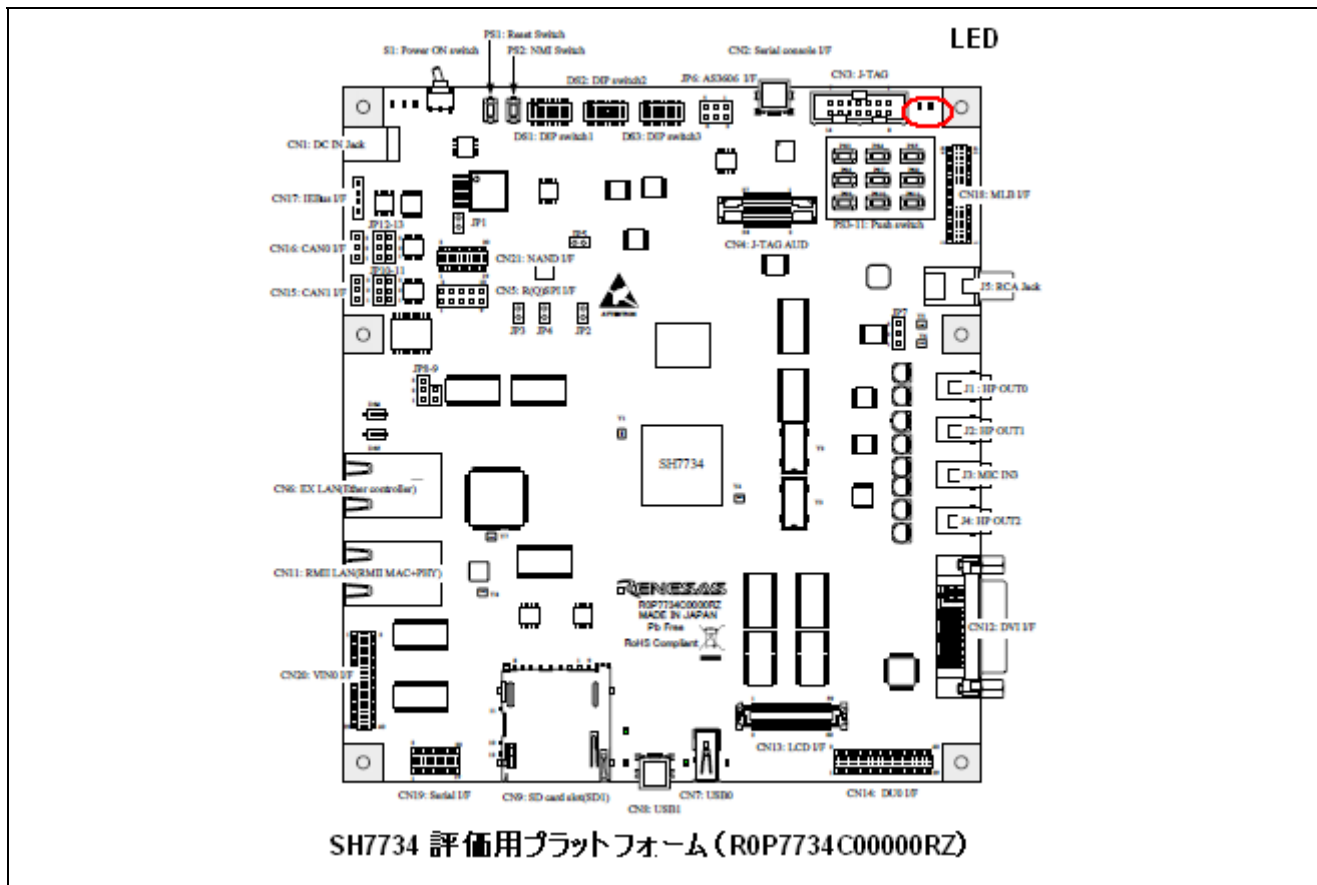 LED
PS1: Reset Switch
S1: Power ON switch
PS2: NMI Switch
CN2: Serial console I/F
DS2: DIP switch2
JP6: AS3606 I/F
CN3: J-TAG
DS1: DIP switch1
DS3: DIP switch3
CN1: DC IN Jack
CN17: IEBus I/F
JP12-13
JP1
CN18: MLB I/F
PS3-11: Push switch
CN16: CAN0 I/F
JP5
CN4: J-TAG AUD
CN21: NAND I/F
JP10-11
CN15: CAN1 I/F
CN5: R(Q)SPI I/F
J5: RCA Jack
JP3
JP4
JP2
JP7
JP8-9
J1 : HP OUT0
J2: HP OUT1
SH7734
J3: MIC IN3
CN6: EX LAN(Ether controller)
J4: HP OUT2
CN11: RMII LAN(RMII MAC+PHY)
RENESAS
R0P7734C0000RZ
MADE IN JAPAN
Pb Free
RoHS Compliant
CN12: DVI I/F
CN20: VIN0 I/F
CN13: LCD I/F
CN19: Serial I/F
CN9: SD card slot(SD1)
CN8: USB1
CN7: USB0
CN14: DU0 I/F
SH7734 評価用プラットフォーム(R0P7734C00000RZ)